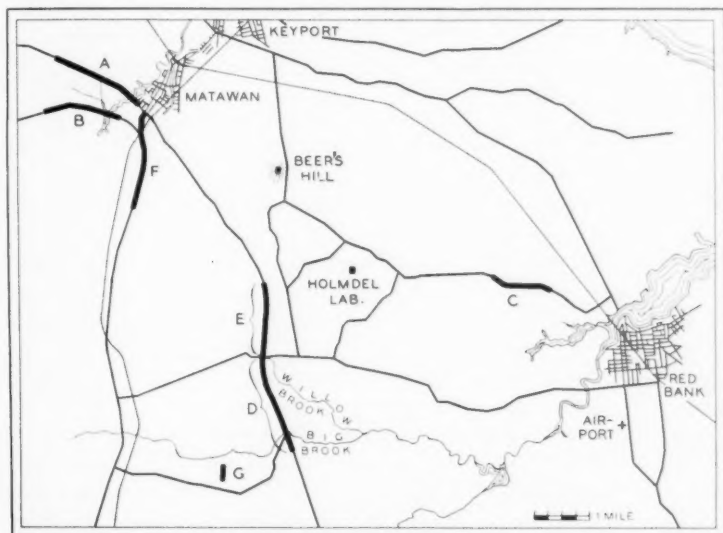 KEYPORT
A
MATAWAN
B
BEER'S
HILL
F
HOLMDEL
LAB.
C
E
WILLOW
BROOK
RED
BANK
D
BIG
BROOK
AIR-
PORT
G
1 MILE